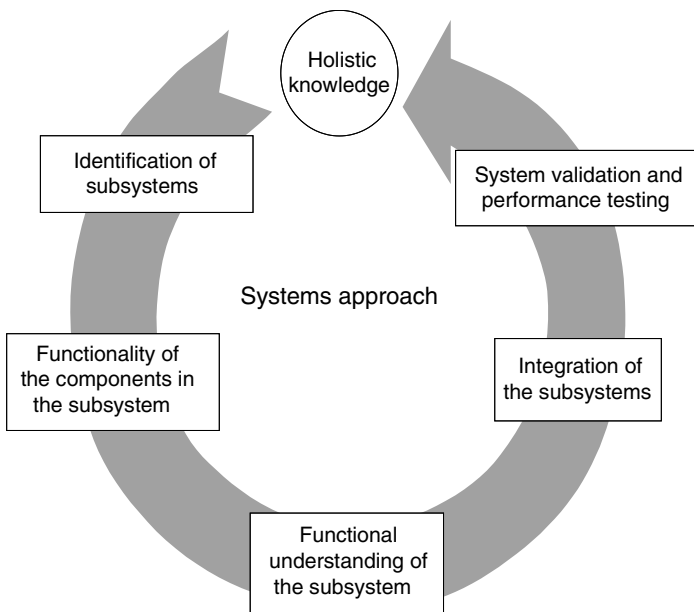 Holistic
knowledge
Identification of
subsystems
System validation and
performance testing
Systems approach
Functionality of
the components in
the subsystem
Integration of
the subsystems
Functional
understanding of
the subsystem